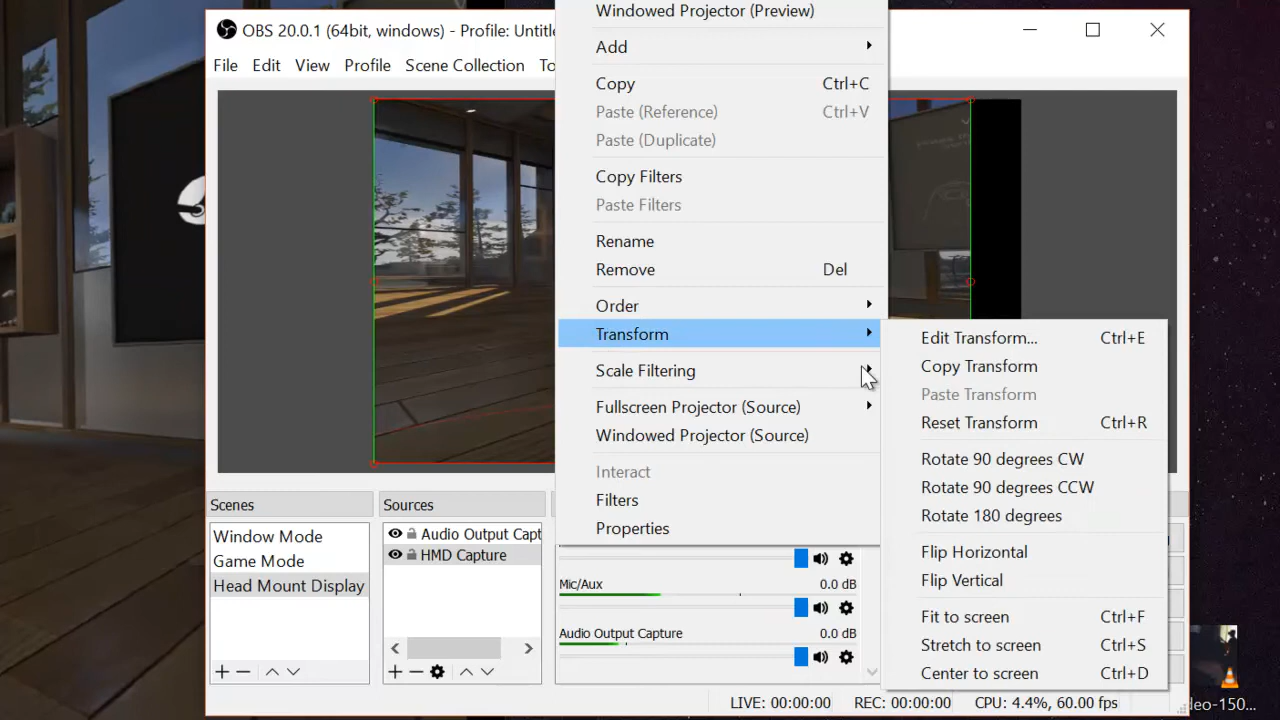 OBS 20.0.1 (64bit, windows) - Profile: Untitle
File Edit View Profile Scene Collection To
Windowed Projector (Preview)
Add
Copy Ctrl+C
Paste (Reference) Ctrl+V
Paste (Duplicate)
Copy Filters
Paste Filters
Rename
Remove Del
Order
Transform
Scale Filtering
Fullscreen Projector (Source)
Windowed Projector (Source)
Interact
Filters
Properties
Edit Transform... Ctrl+E
Copy Transform
Paste Transform
Reset Transform Ctrl+R
Rotate 90 degrees CW
Rotate 90 degrees CCW
Rotate 180 degrees
Flip Horizontal
Flip Vertical
Fit to screen Ctrl+F
Stretch to screen Ctrl+S
Center to screen Ctrl+D
Scenes
Window Mode
Game Mode
Head Mount Display
Sources
Audio Output Capt
HMD Capture
Mic/Aux 0.0 dB
Audio Output Capture 0.0 dB
LIVE: 00:00:00 REC: 00:00:00 CPU: 4.4%, 60.00 fps
deo-150...